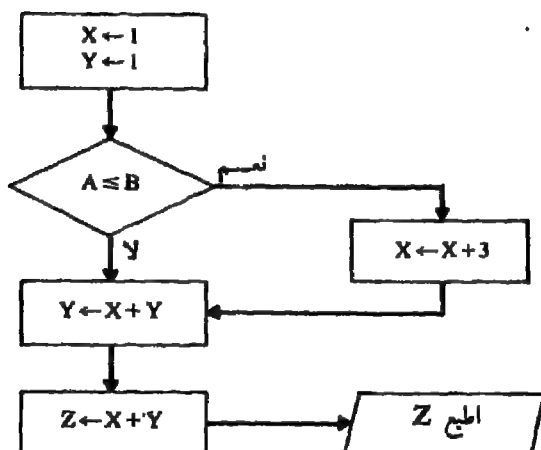 X ← 1
Y ← 1
A ≤ B
نعم
لا
X ← X + 3
Y ← X + Y
Z ← X + Y
اطبع Z